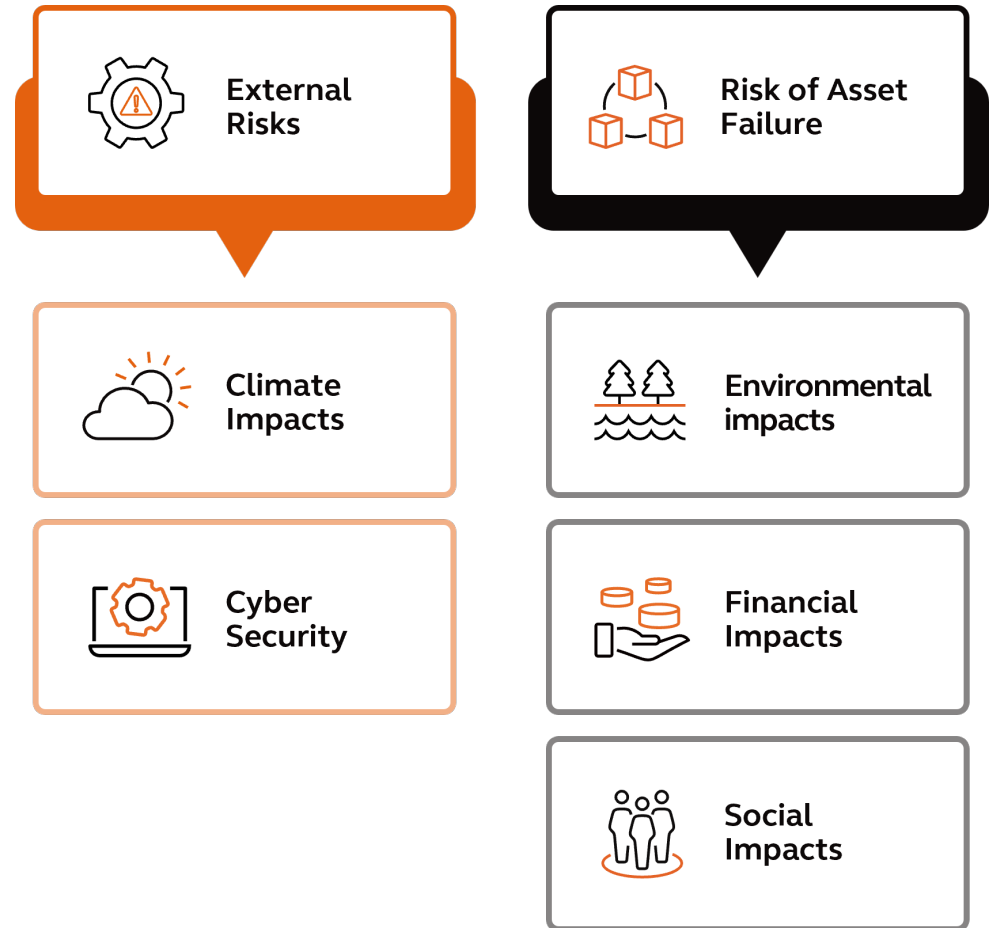 External
Risks
Climate
Impacts
Cyber
Security
Risk of Asset
Failure
Environmental
impacts
Financial
Impacts
Social
Impacts